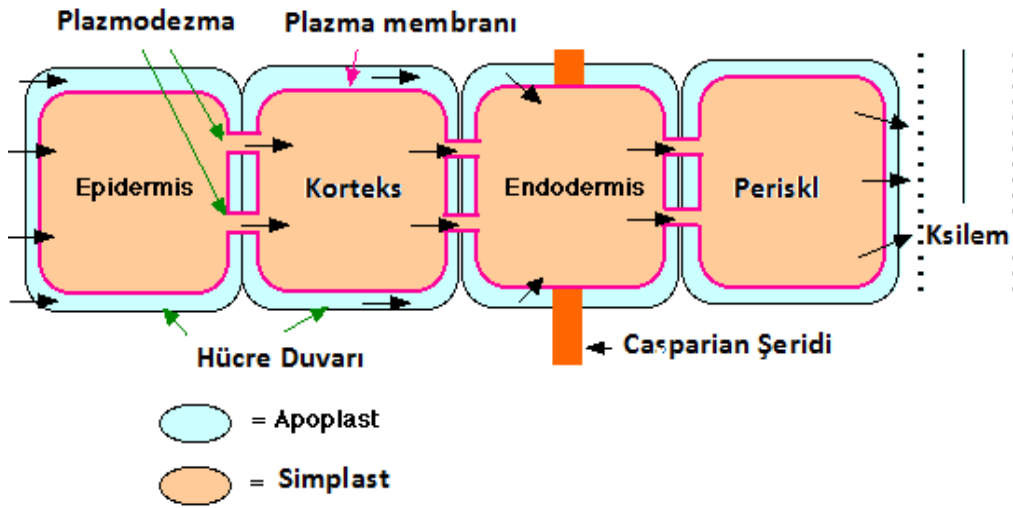 Plazmodezma
Plazma membranı
Epidermis
Korteks
Endodermis
Periskl
Ksilem
Hücre Duvarı
Casparian Şeridi
= Apoplast
= Simplast